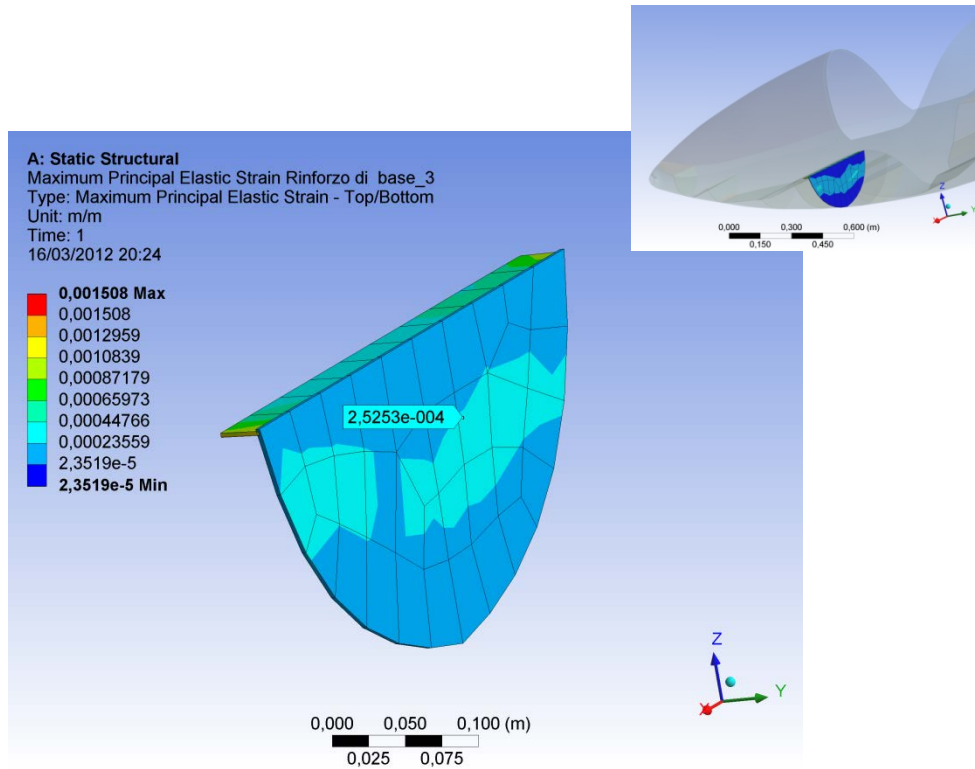 A: Static Structural
Maximum Principal Elastic Strain Rinforzo di base_3
Type: Maximum Principal Elastic Strain - Top/Bottom
Unit: m/m
Time: 1
16/03/2012 20:24
0,001508 Max
0,001508
0,0012959
0,0010839
0,00087179
0,00065973
0,00044766
0,00023559
2,3519e-5
2,3519e-5 Min
2,5253e-004
0,000 0,050 0,100 (m)
0,025 0,075
Z
Y
X
0,000 0,300 0,600 (m)
0,150 0,450
Z
Y
X